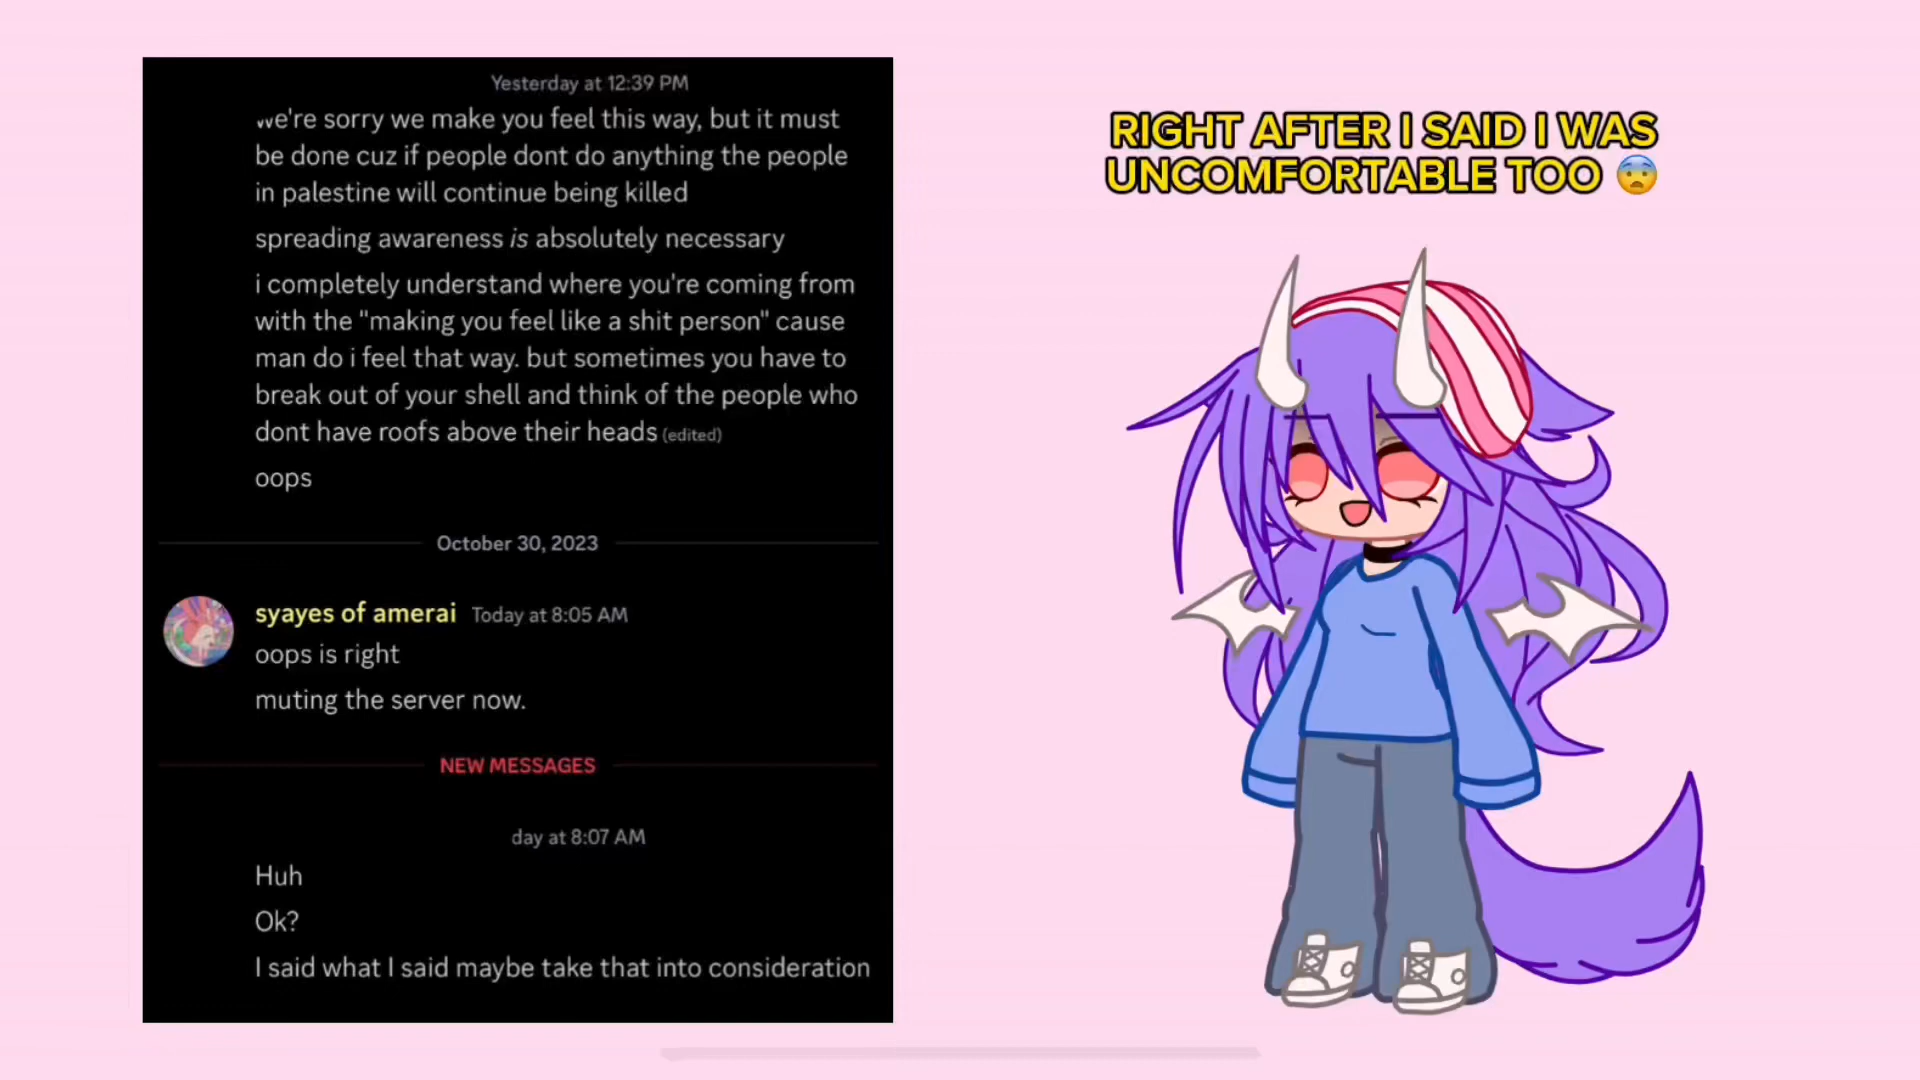 Yesterday at 12:39 PM
we're sorry we make you feel this way, but it must
be done cuz if people dont do anything the people
in palestine will continue being killed
spreading awareness is absolutely necessary
i completely understand where you're coming from
with the "making you feel like a shit person" cause
man do i feel that way. but sometimes you have to
break out of your shell and think of the people who
dont have roofs above their heads (edited)
oops
October 30, 2023
syayes of amerai Today at 8:05 AM
oops is right
muting the server now.
NEW MESSAGES
day at 8:07 AM
Huh
Ok?
I said what I said maybe take that into consideration
RIGHT AFTER I SAID I WAS
UNCOMFORTABLE TOO 😨